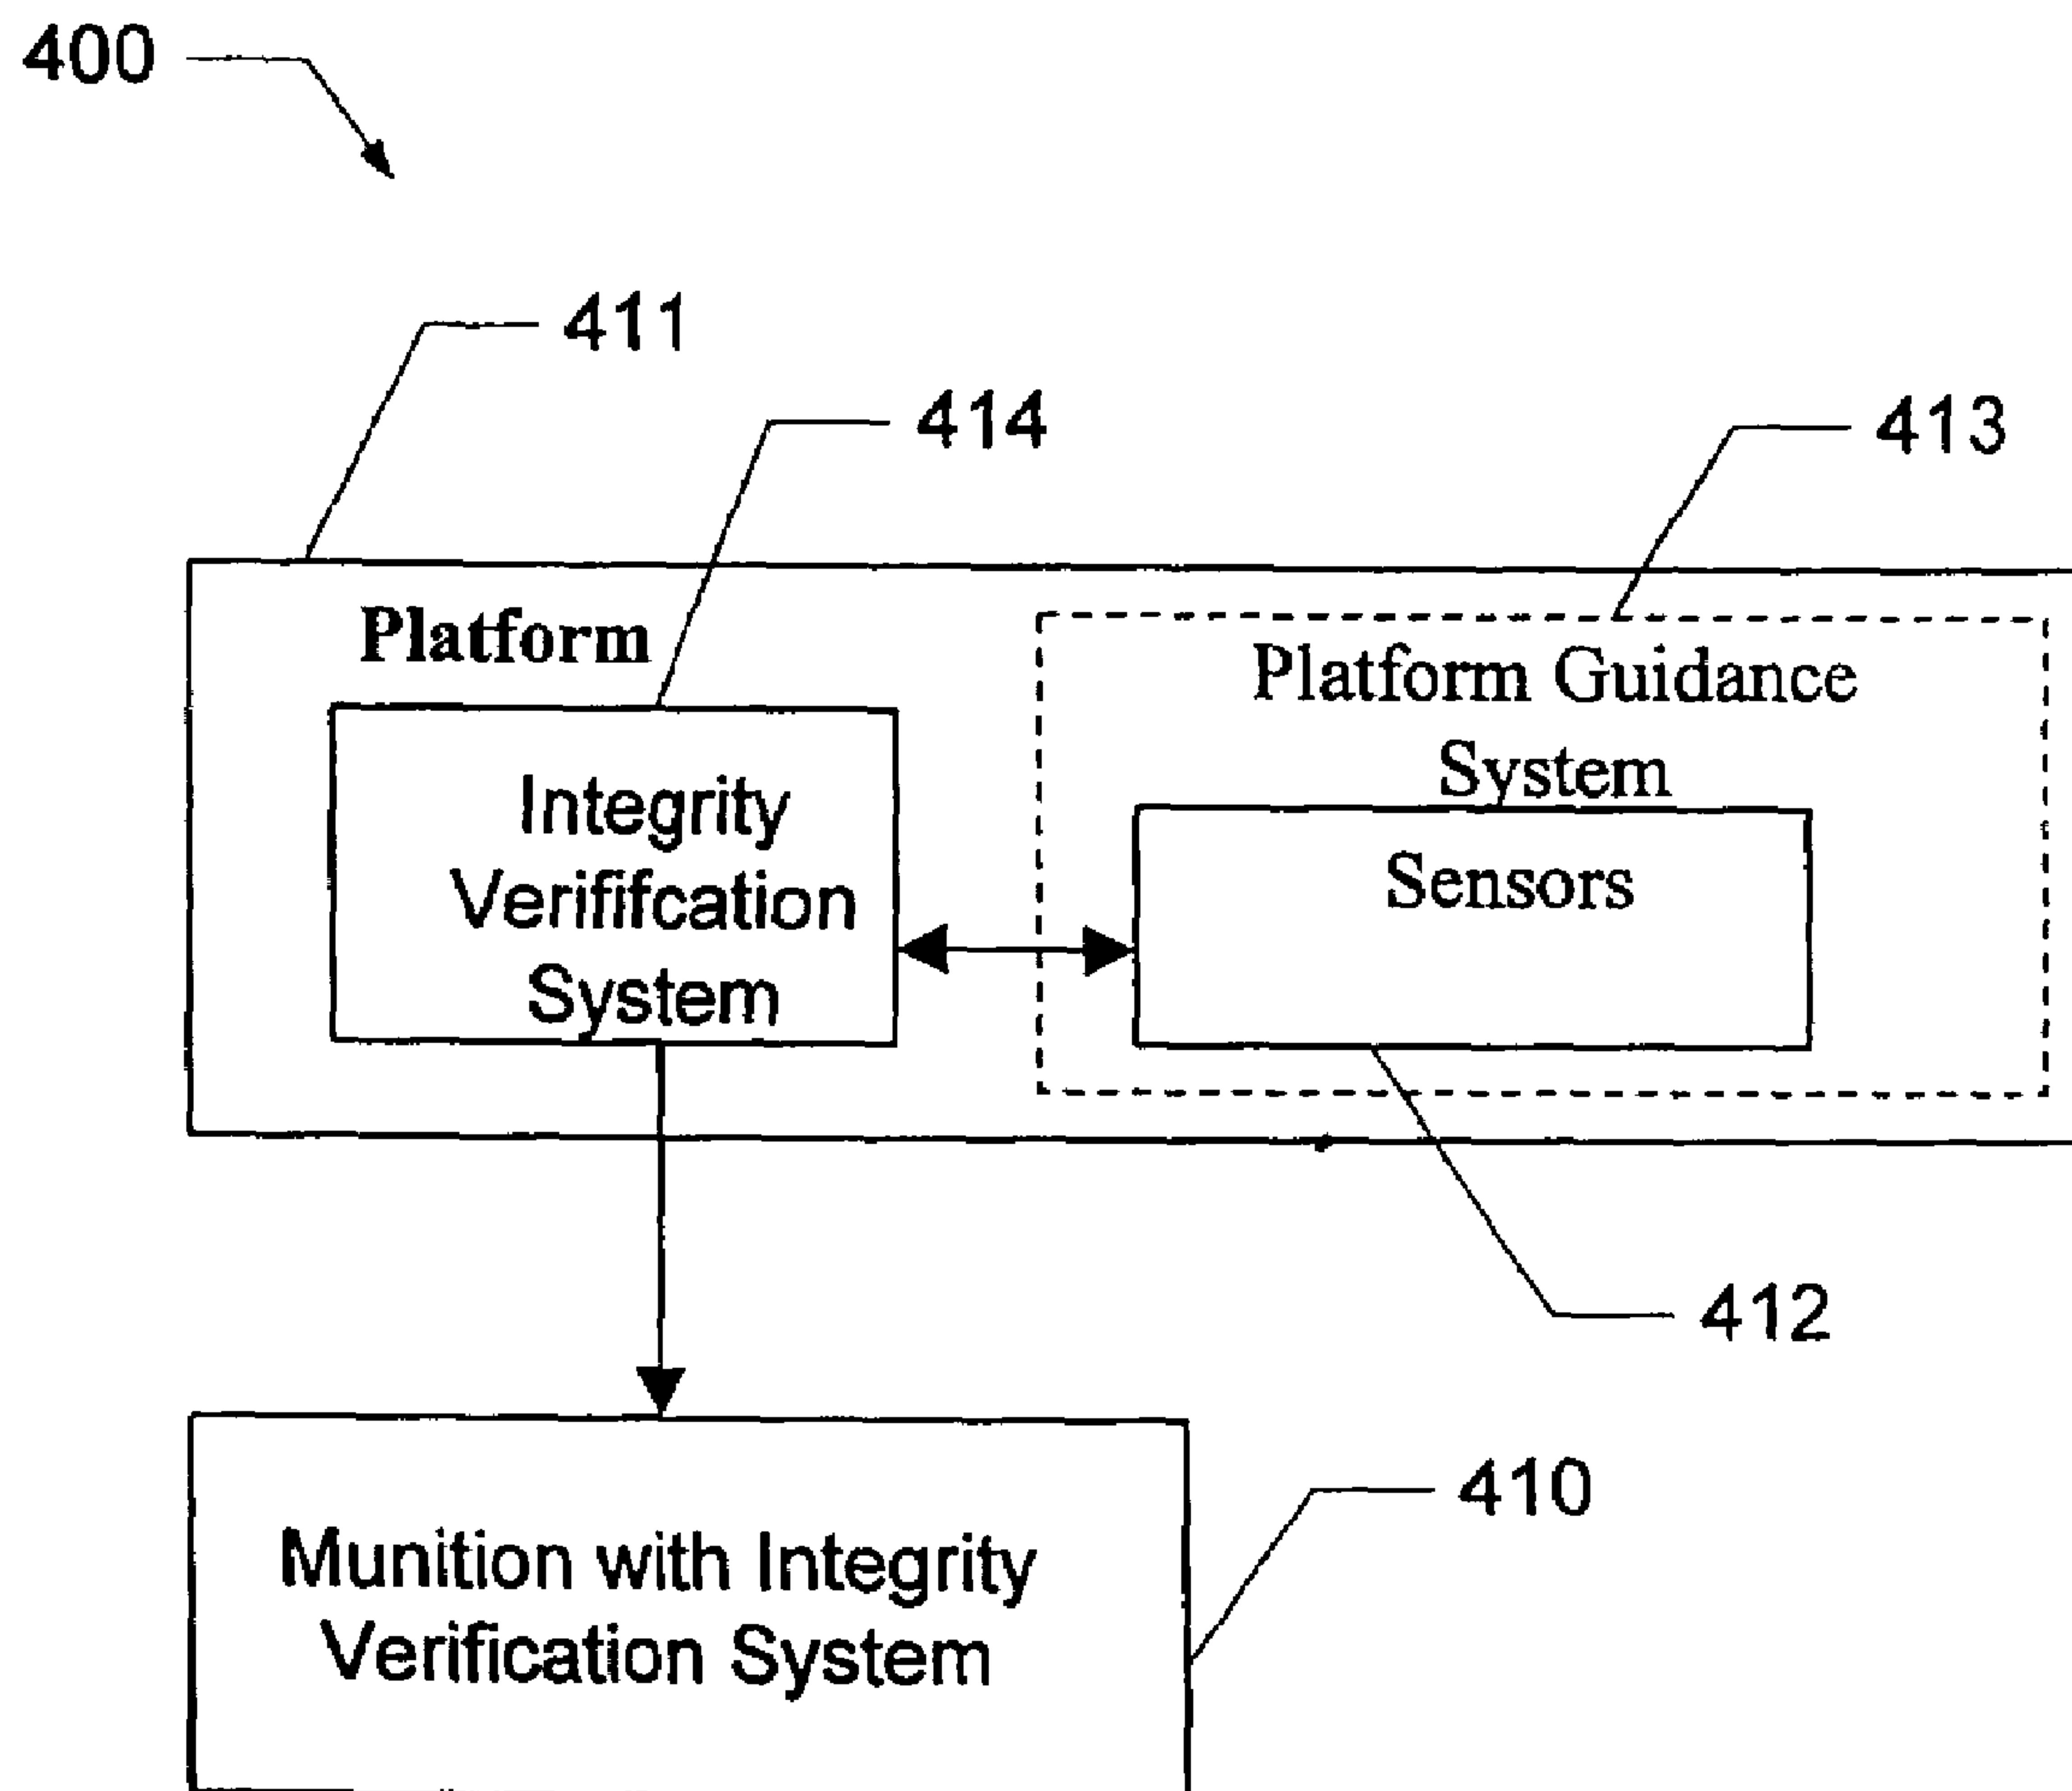 400
411
414
413
Platform
Platform Guidance
System
Integrity
Verififcation
System
Sensors
412
410
Munition with Integrity
Verification System